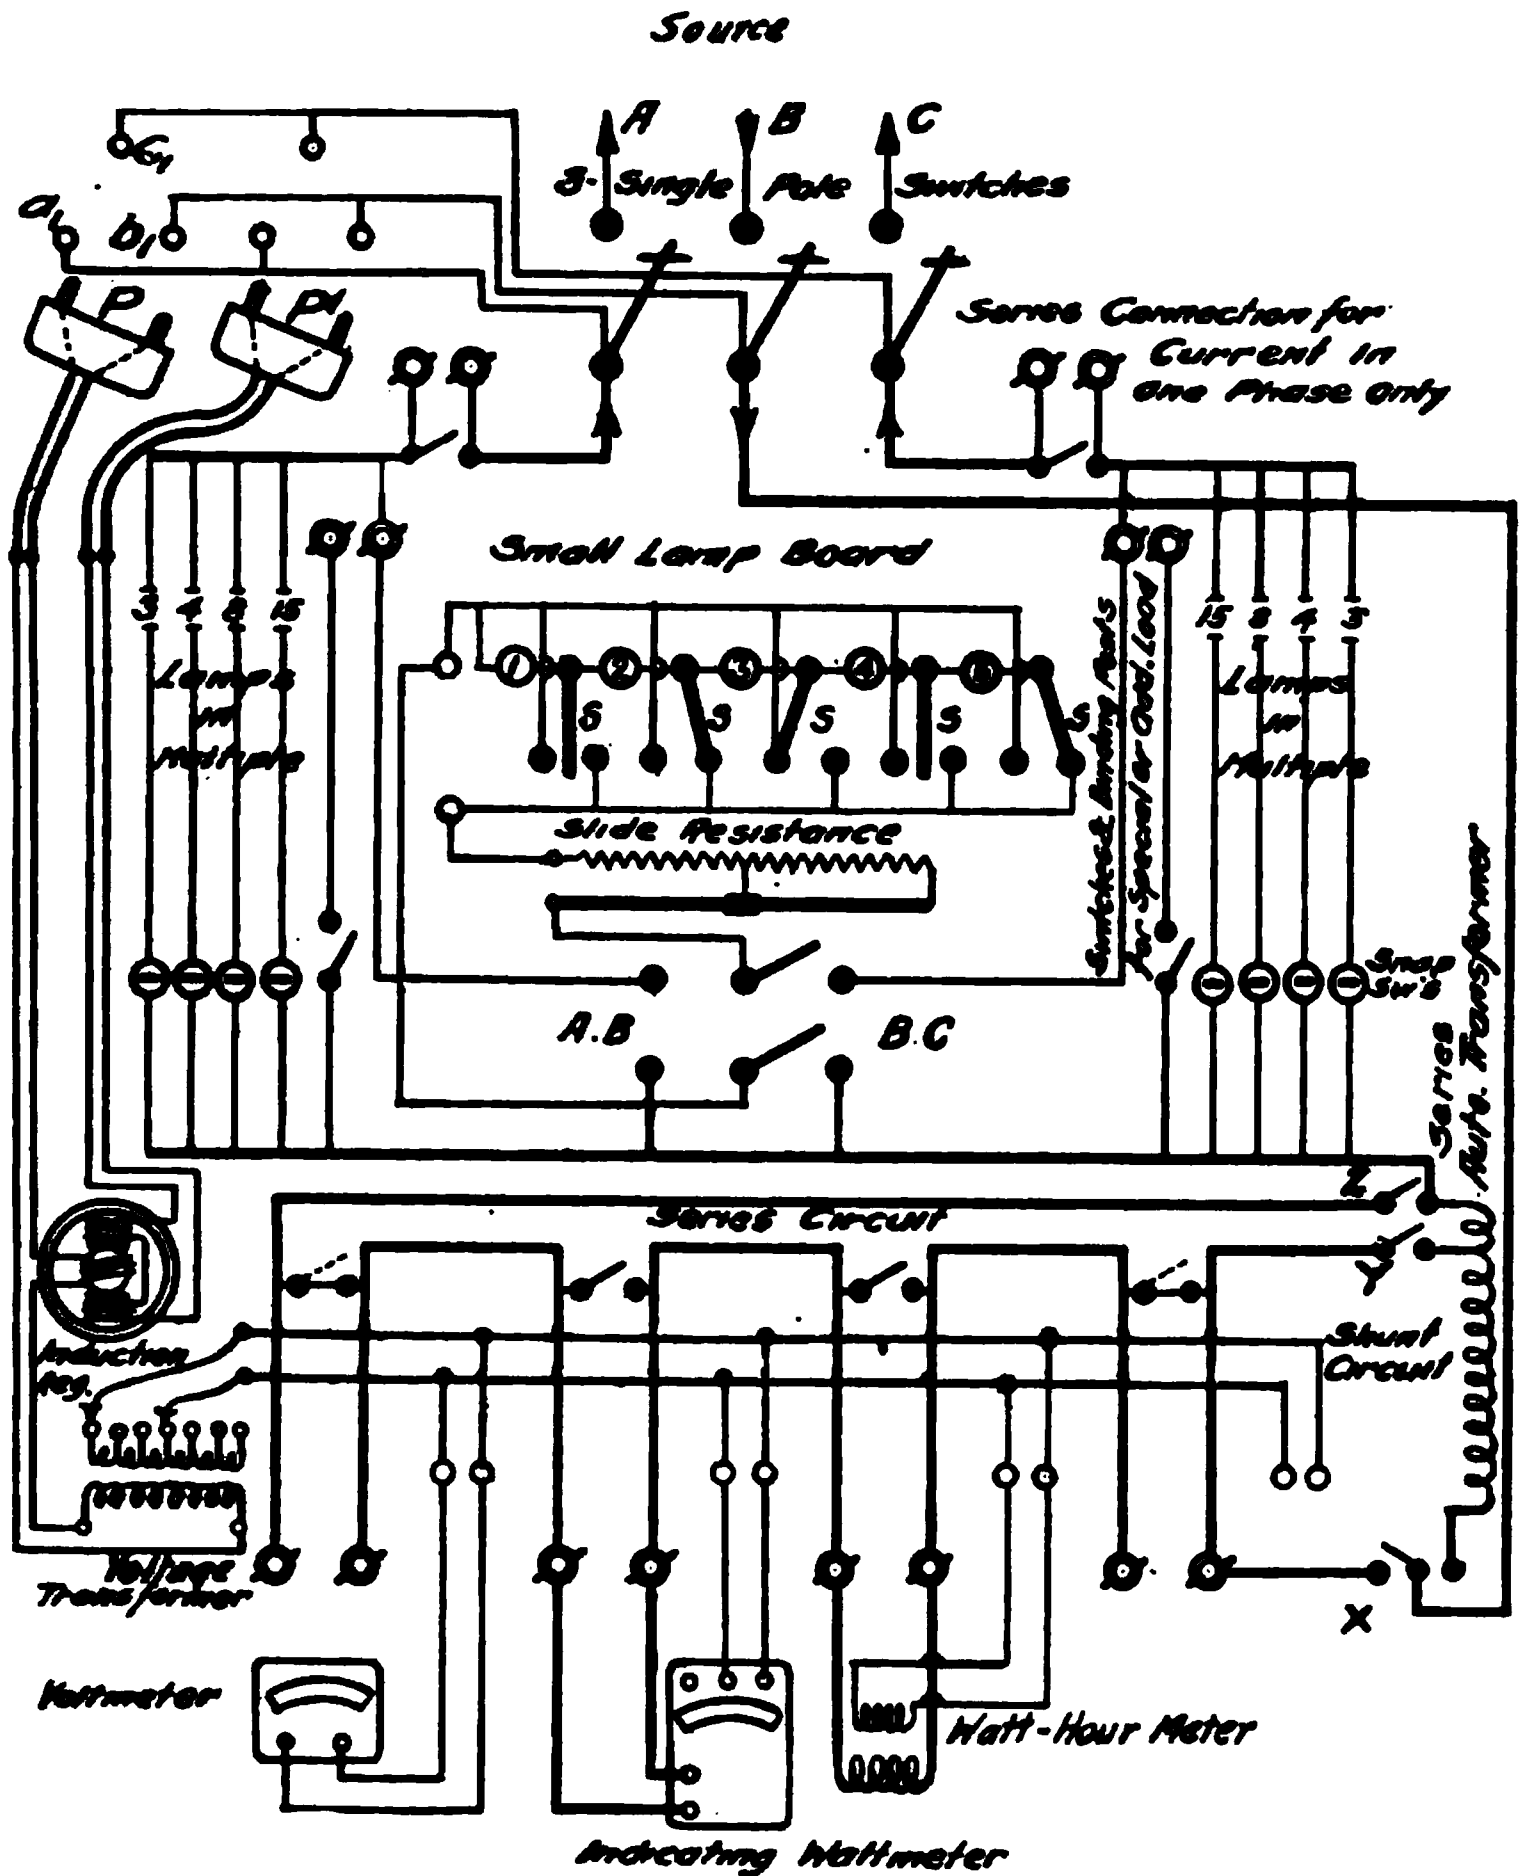 Source
A B C
3-Single Pole Switches
C1
a1 b1
P P1
Series Connection for
Current in
one Phase Only
Small Lamp Board
3 4 8 15
Lamps
in
Multiple
1 2 3 4 5
S S S S S
Slide Resistance
Switches & Binding Posts
for Special or Add. Load
15 8 4 3
Lamps
in
Multiple
Snap
Sw's
A.B B.C
Series
Auto. Transformer
Z
Series Circuit
Y
Induction
Reg.
Shunt
Circuit
Voltage
Transformer
X
Voltmeter
Watt-Hour Meter
Indicating Wattmeter